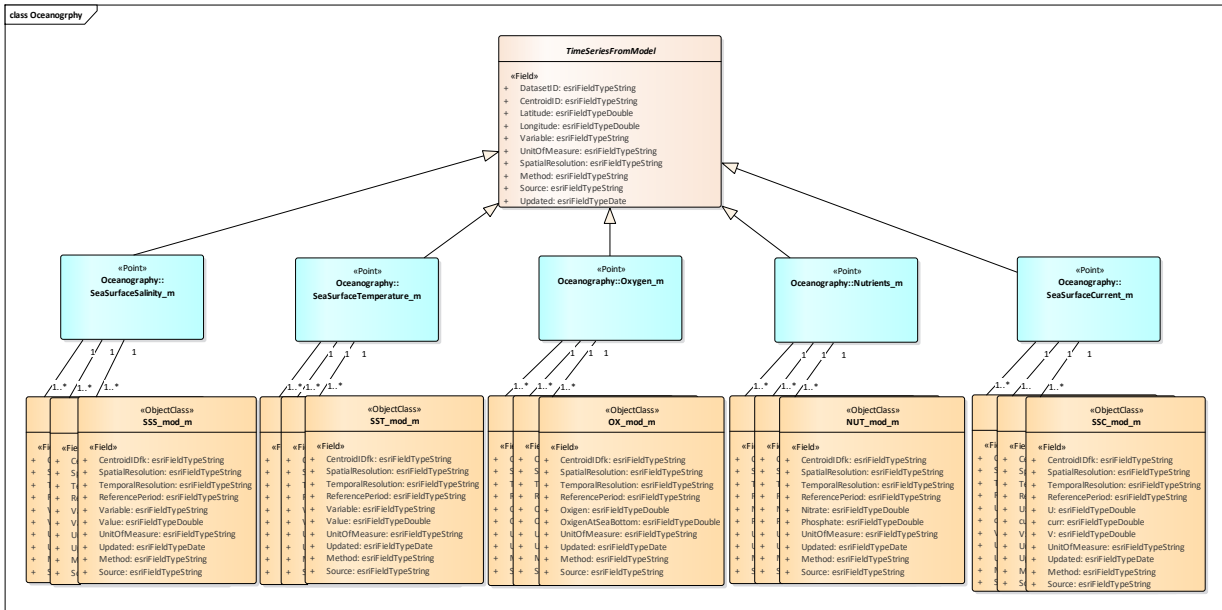 class Oceanogrphy
TimeSeriesFromModel
«Field»
+ DatasetID: esriFieldTypeString
+ CentroidID: esriFieldTypeString
+ Latitude: esriFieldTypeDouble
+ Longitude: esriFieldTypeDouble
+ Variable: esriFieldTypeString
+ UnitOfMeasure: esriFieldTypeString
+ SpatialResolution: esriFieldTypeString
+ Method: esriFieldTypeString
+ Source: esriFieldTypeString
+ Updated: esriFieldTypeDate
«Point»
Oceanography::
SeaSurfaceSalinity_m
«Point»
Oceanography::
SeaSurfaceTemperature_m
«Point»
Oceanography::Oxygen_m
«Point»
Oceanography::Nutrients_m
«Point»
Oceanography::
SeaSurfaceCurrent_m
1 1 1
1..* 1..* 1..*
1 1 1
1..* 1..* 1..*
1 1 1
1..* 1..* 1..*
1 1 1
1..* 1..* 1..*
1 1 1
1..* 1..* 1..*
«ObjectClass»
SSS_mod_m
«Field»
+ CentroidIDfk: esriFieldTypeString
+ SpatialResolution: esriFieldTypeString
+ TemporalResolution: esriFieldTypeString
+ ReferencePeriod: esriFieldTypeString
+ Variable: esriFieldTypeString
+ Value: esriFieldTypeDouble
+ UnitOfMeasure: esriFieldTypeString
+ Updated: esriFieldTypeDate
+ Method: esriFieldTypeString
+ Source: esriFieldTypeString
«ObjectClass»
SST_mod_m
«Field»
+ CentroidIDfk: esriFieldTypeString
+ SpatialResolution: esriFieldTypeString
+ TemporalResolution: esriFieldTypeString
+ ReferencePeriod: esriFieldTypeString
+ Variable: esriFieldTypeString
+ Value: esriFieldTypeDouble
+ UnitOfMeasure: esriFieldTypeString
+ Updated: esriFieldTypeDate
+ Method: esriFieldTypeString
+ Source: esriFieldTypeString
«ObjectClass»
OX_mod_m
«Field»
+ CentroidIDfk: esriFieldTypeString
+ SpatialResolution: esriFieldTypeString
+ TemporalResolution: esriFieldTypeString
+ ReferencePeriod: esriFieldTypeString
+ Oxigen: esriFieldTypeDouble
+ OxigenAtSeaBottom: esriFieldTypeDouble
+ UnitOfMeasure: esriFieldTypeString
+ Updated: esriFieldTypeDate
+ Method: esriFieldTypeString
+ Source: esriFieldTypeString
«ObjectClass»
NUT_mod_m
«Field»
+ CentroidIDfk: esriFieldTypeString
+ SpatialResolution: esriFieldTypeString
+ TemporalResolution: esriFieldTypeString
+ ReferencePeriod: esriFieldTypeString
+ Nitrate: esriFieldTypeDouble
+ Phosphate: esriFieldTypeDouble
+ UnitOfMeasure: esriFieldTypeString
+ Updated: esriFieldTypeDate
+ Method: esriFieldTypeString
+ Source: esriFieldTypeString
«ObjectClass»
SSC_mod_m
«Field»
+ CentroidIDfk: esriFieldTypeString
+ SpatialResolution: esriFieldTypeString
+ TemporalResolution: esriFieldTypeString
+ ReferencePeriod: esriFieldTypeString
+ U: esriFieldTypeDouble
+ curr: esriFieldTypeDouble
+ V: esriFieldTypeDouble
+ UnitOfMeasure: esriFieldTypeString
+ Updated: esriFieldTypeDate
+ Method: esriFieldTypeString
+ Source: esriFieldTypeString